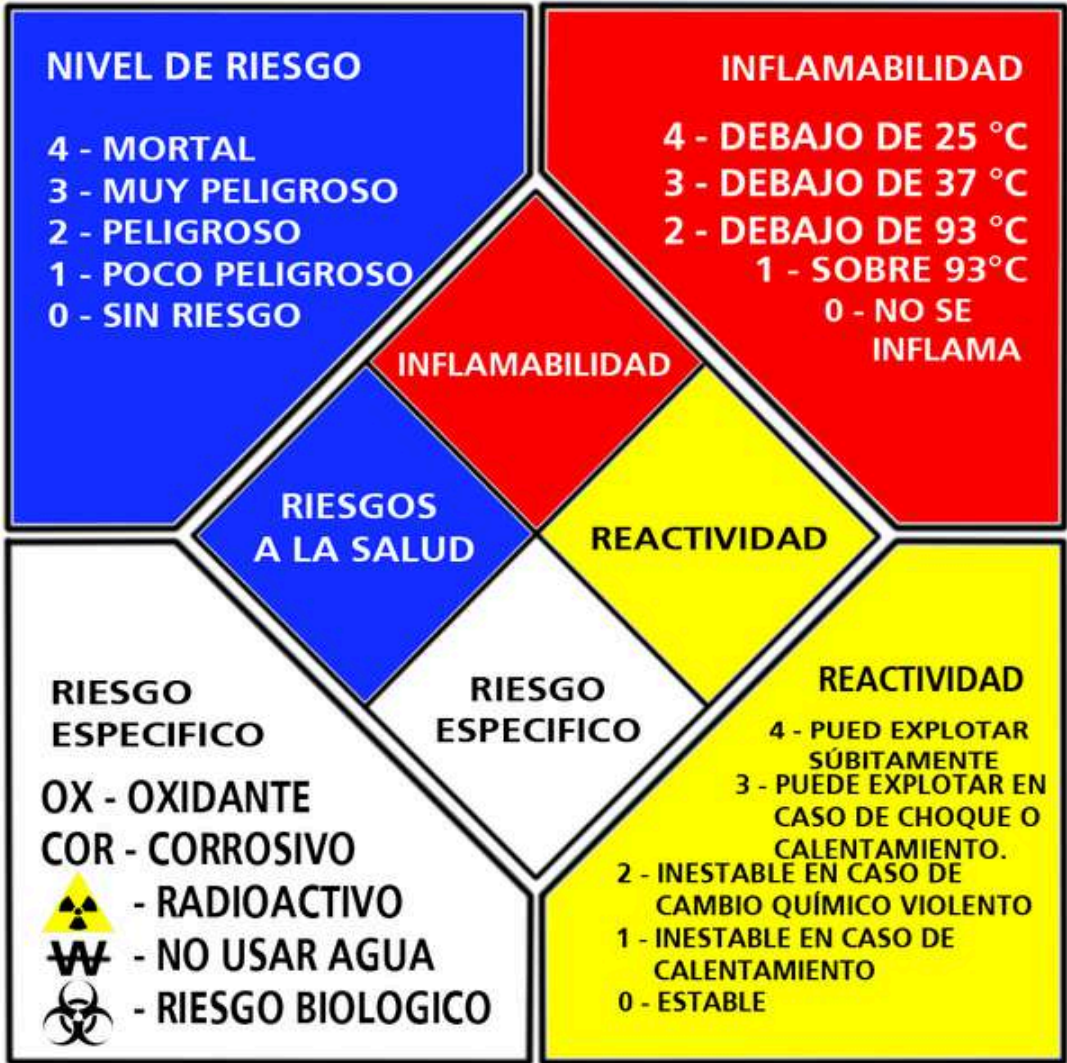 NIVEL DE RIESGO
4 - MORTAL
3 - MUY PELIGROSO
2 - PELIGROSO
1 - POCO PELIGROSO
0 - SIN RIESGO
INFLAMABILIDAD
4 - DEBAJO DE 25 °C
3 - DEBAJO DE 37 °C
2 - DEBAJO DE 93 °C
1 - SOBRE 93°C
0 - NO SE
INFLAMA
INFLAMABILIDAD
RIESGOS
A LA SALUD
REACTIVIDAD
RIESGO
ESPECIFICO
RIESGO
ESPECIFICO
OX - OXIDANTE
COR - CORROSIVO
- RADIOACTIVO
W - NO USAR AGUA
- RIESGO BIOLOGICO
REACTIVIDAD
4 - PUED EXPLOTAR
SÚBITAMENTE
3 - PUEDE EXPLOTAR EN
CASO DE CHOQUE O
CALENTAMIENTO.
2 - INESTABLE EN CASO DE
CAMBIO QUÍMICO VIOLENTO
1 - INESTABLE EN CASO DE
CALENTAMIENTO
0 - ESTABLE